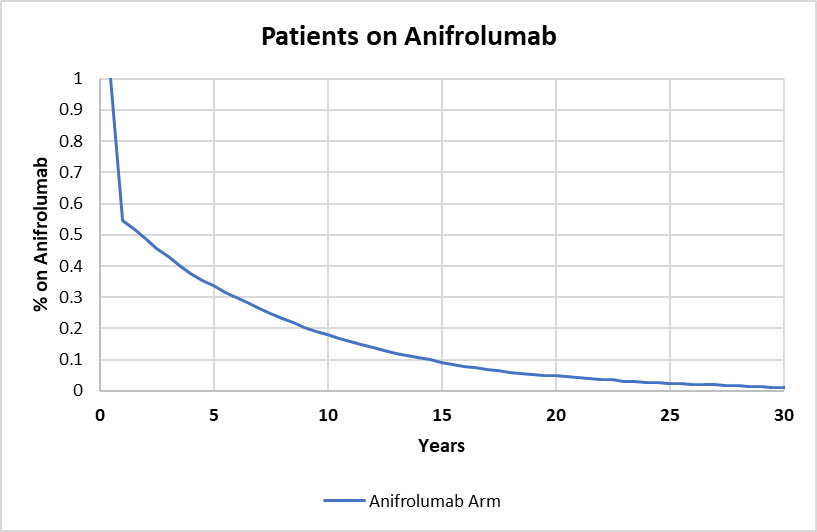 Patients on Anifrolumab
% on Anifrolumab
1
0.9
0.8
0.7
0.6
0.5
0.4
0.3
0.2
0.1
0
0 5 10 15 20 25 30
Years
Anifrolumab Arm